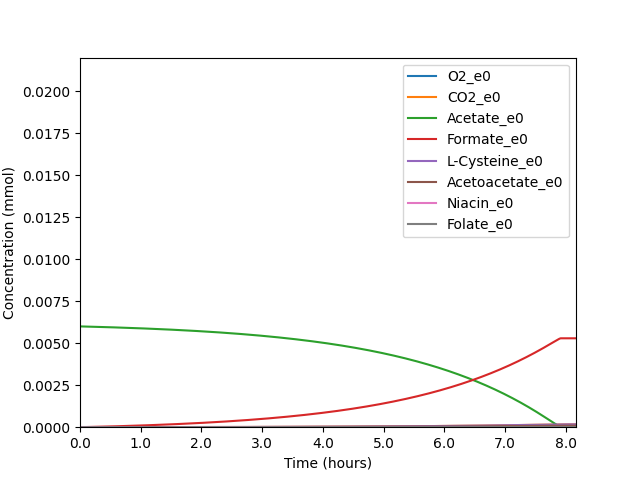 0.0200
0.0175
0.0150
0.0125
0.0100
0.0075
0.0050
0.0025
0.0000
Concentration (mmol)
O2_e0
CO2_e0
Acetate_e0
Formate_e0
L-Cysteine_e0
Acetoacetate_e0
Niacin_e0
Folate_e0
0.0 1.0 2.0 3.0 4.0 5.0 6.0 7.0 8.0
Time (hours)